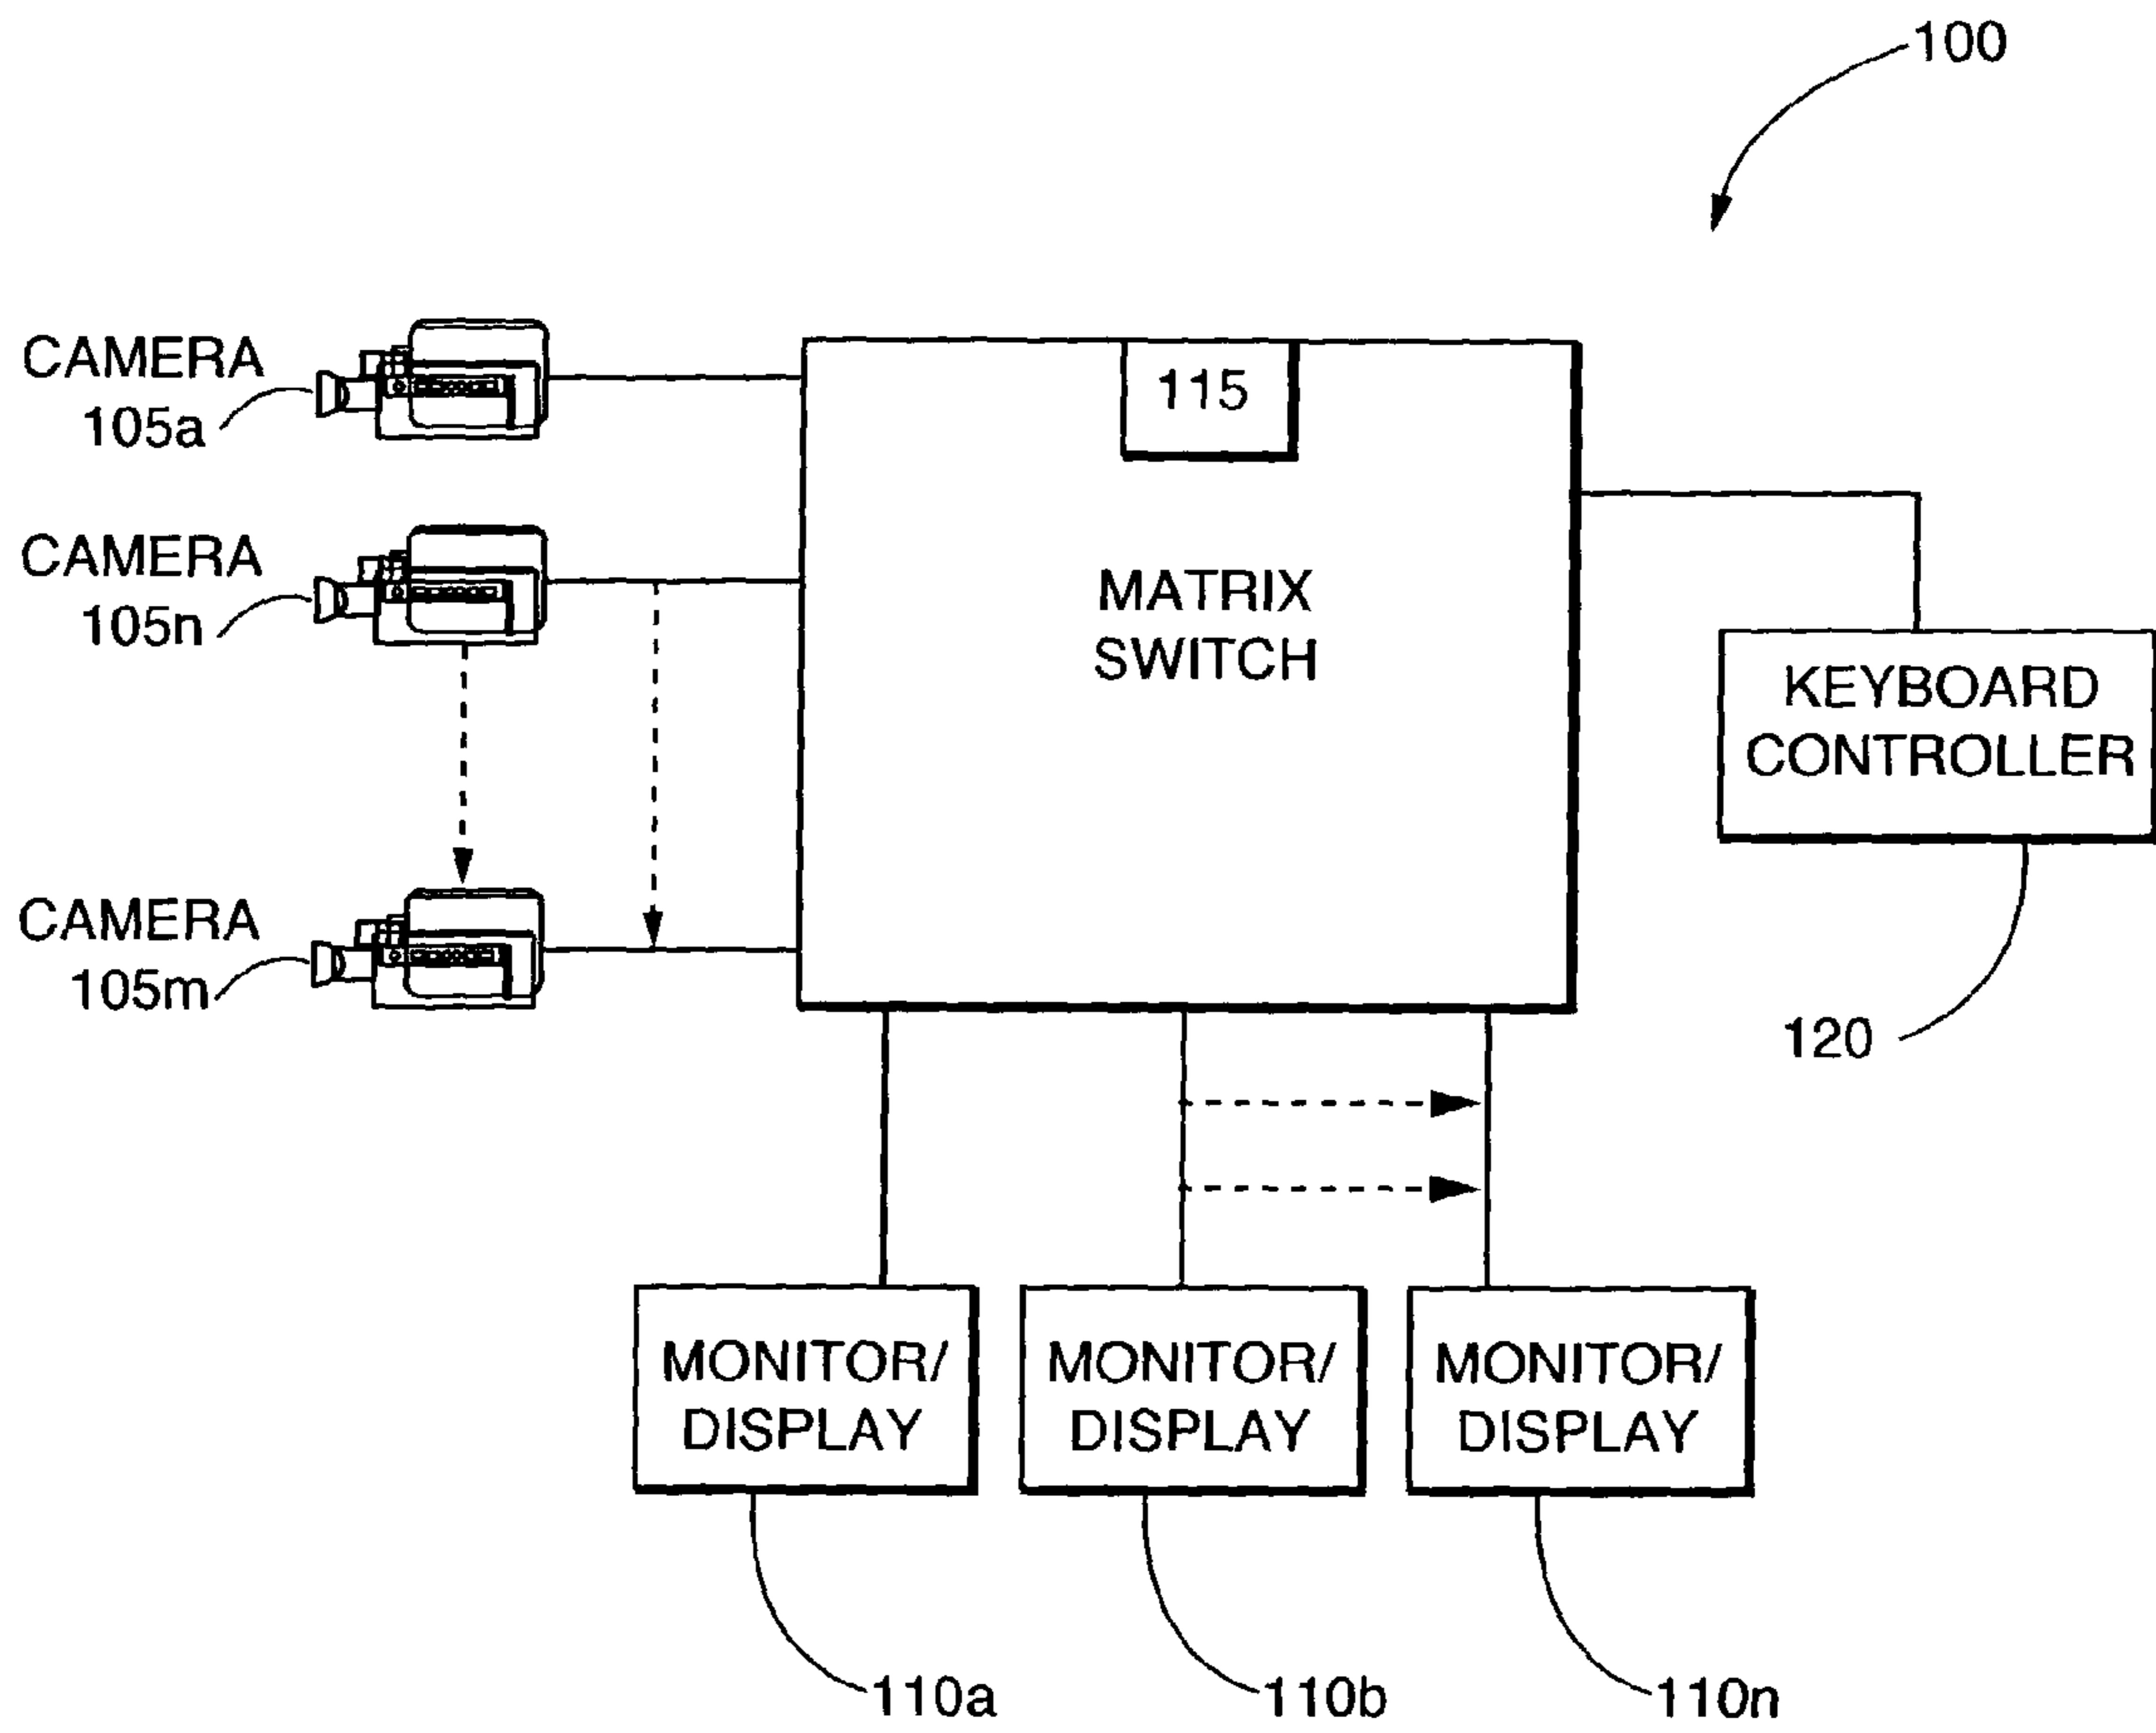 100
CAMERA
105a
115
CAMERA
105n
MATRIX
SWITCH
KEYBOARD
CONTROLLER
CAMERA
105m
120
MONITOR/
DISPLAY
MONITOR/
DISPLAY
MONITOR/
DISPLAY
110a
110b
110n